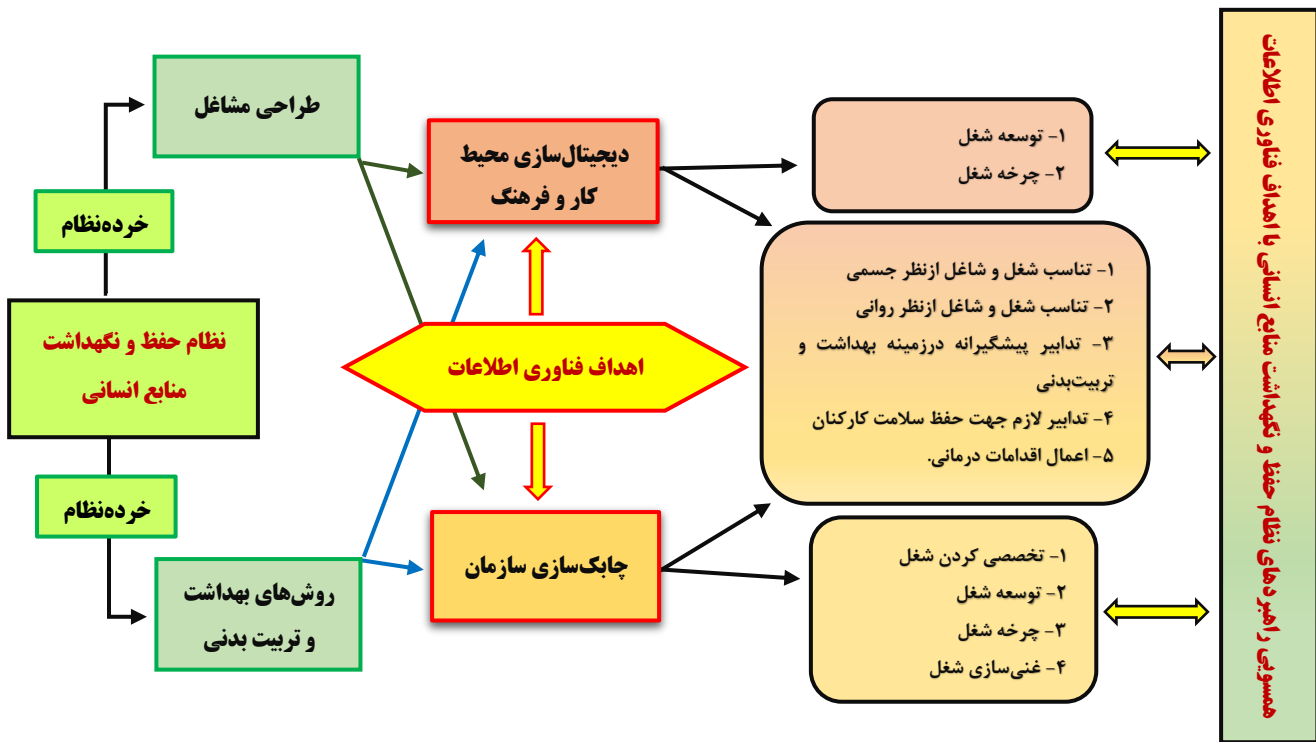 طراحی مشاغل
خرده‌نظام
نظام حفظ و نگهداشت
منابع انسانی
خرده‌نظام
روش‌های بهداشت
و تربیت بدنی
دیجیتال‌سازی محیط
کار و فرهنگ
اهداف فناوری اطلاعات
چابک‌سازی سازمان
۱- توسعه شغل
۲- چرخه شغل
۱- تناسب شغل و شاغل ازنظر جسمی
۲- تناسب شغل و شاغل ازنظر روانی
۳- تدابیر پیشگیرانه درزمینه بهداشت و
تربیت‌بدنی
۴- تدابیر لازم جهت حفظ سلامت کارکنان
۵- اعمال اقدامات درمانی.
۱- تخصصی کردن شغل
۲- توسعه شغل
۳- چرخه شغل
۴- غنی‌سازی شغل
همسویی راهبردهای نظام حفظ و نگهداشت منابع انسانی با اهداف فناوری اطلاعات